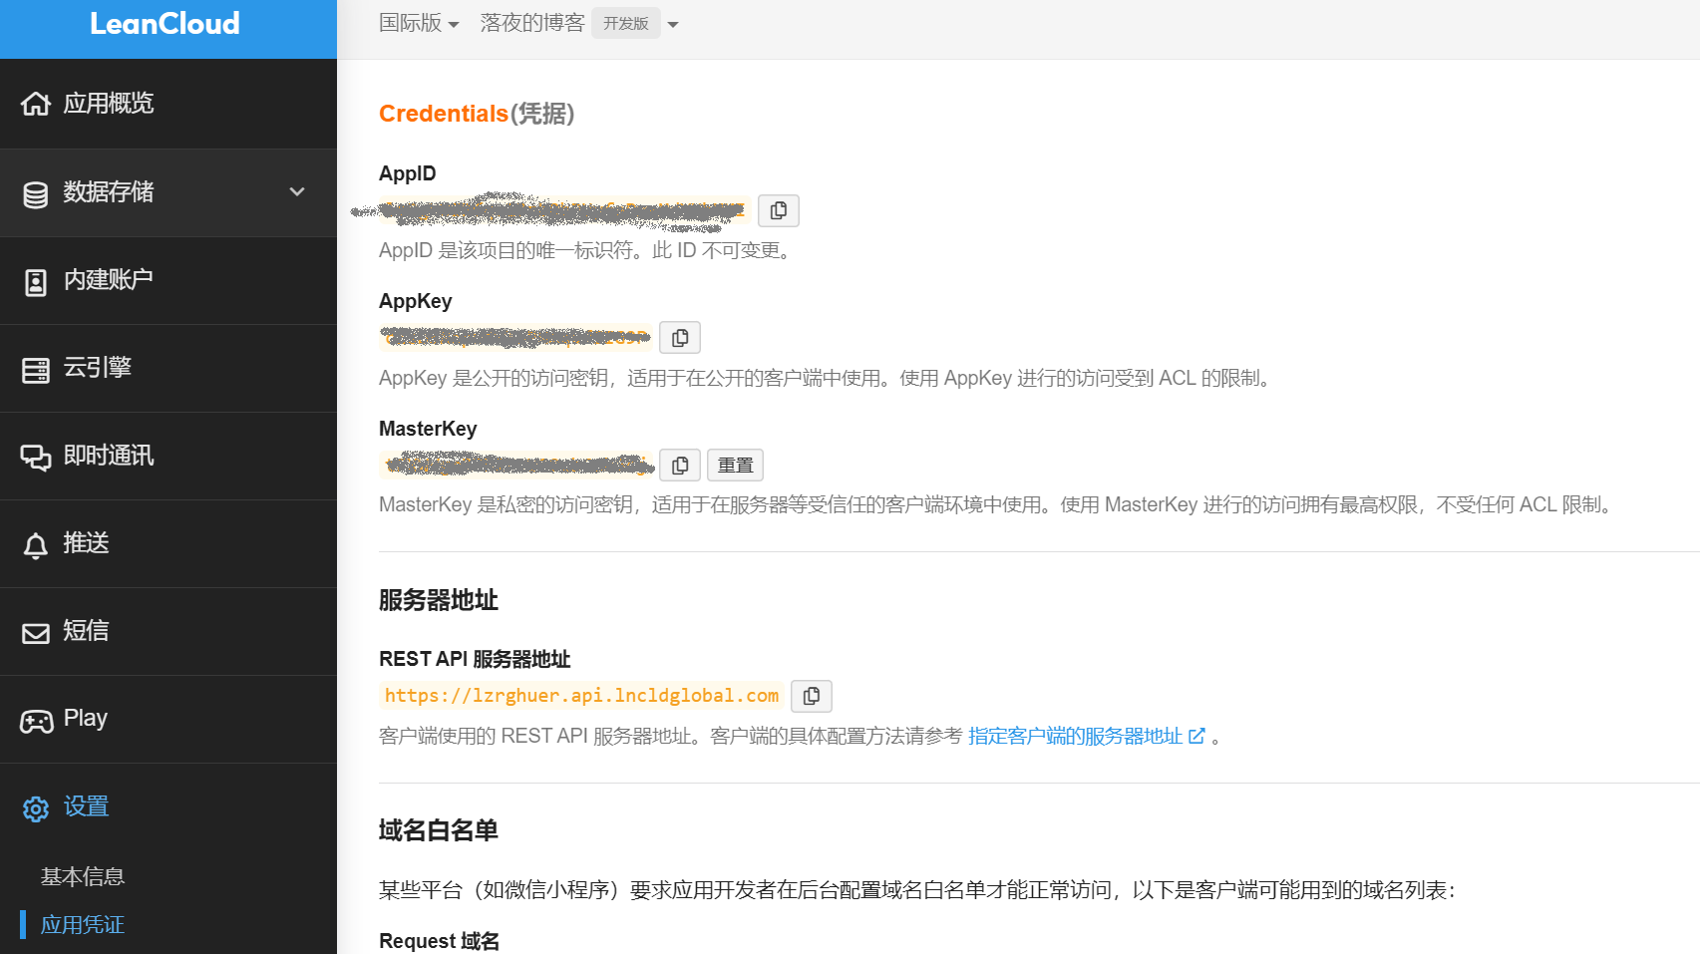 LeanCloud
国际版
落夜的博客
开发版
应用概览
数据存储
内建账户
云引擎
即时通讯
推送
短信
Play
设置
基本信息
应用凭证
Credentials(凭据)
AppID
AppID 是该项目的唯一标识符。此 ID 不可变更。
AppKey
AppKey 是公开的访问密钥，适用于在公开的客户端中使用。使用 AppKey 进行的访问受到 ACL 的限制。
MasterKey
重置
MasterKey 是私密的访问密钥，适用于在服务器等受信任的客户端环境中使用。使用 MasterKey 进行的访问拥有最高权限，不受任何 ACL 限制。
服务器地址
REST API 服务器地址
https://lzrghuer.api.lncldglobal.com
客户端使用的 REST API 服务器地址。客户端的具体配置方法请参考 指定客户端的服务器地址 。
域名白名单
某些平台（如微信小程序）要求应用开发者在后台配置域名白名单才能正常访问，以下是客户端可能用到的域名列表：
Request 域名